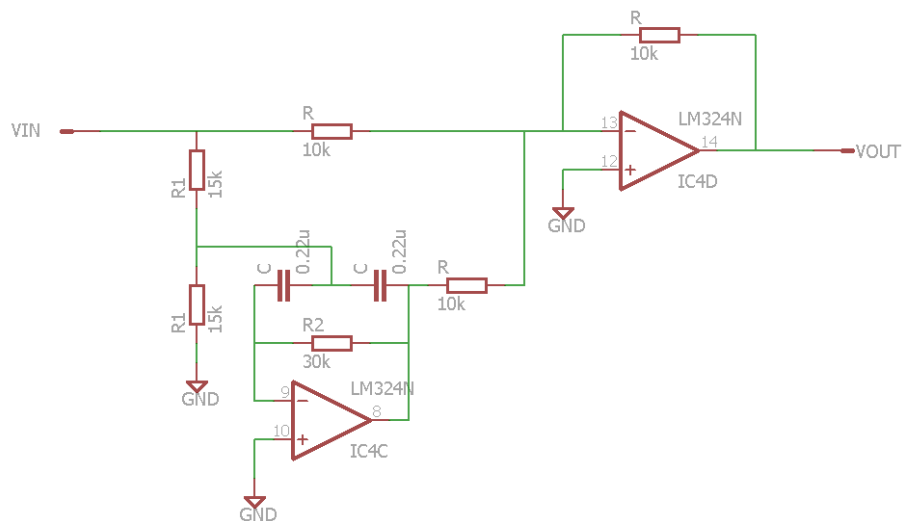 R
10k
VIN
R
10k
13
LM324N
14
VOUT
12
IC4D
GND
R1
15k
C
0.22u
C
0.22u
R
10k
R1
15k
R2
30k
GND
LM324N
9
8
10
IC4C
GND